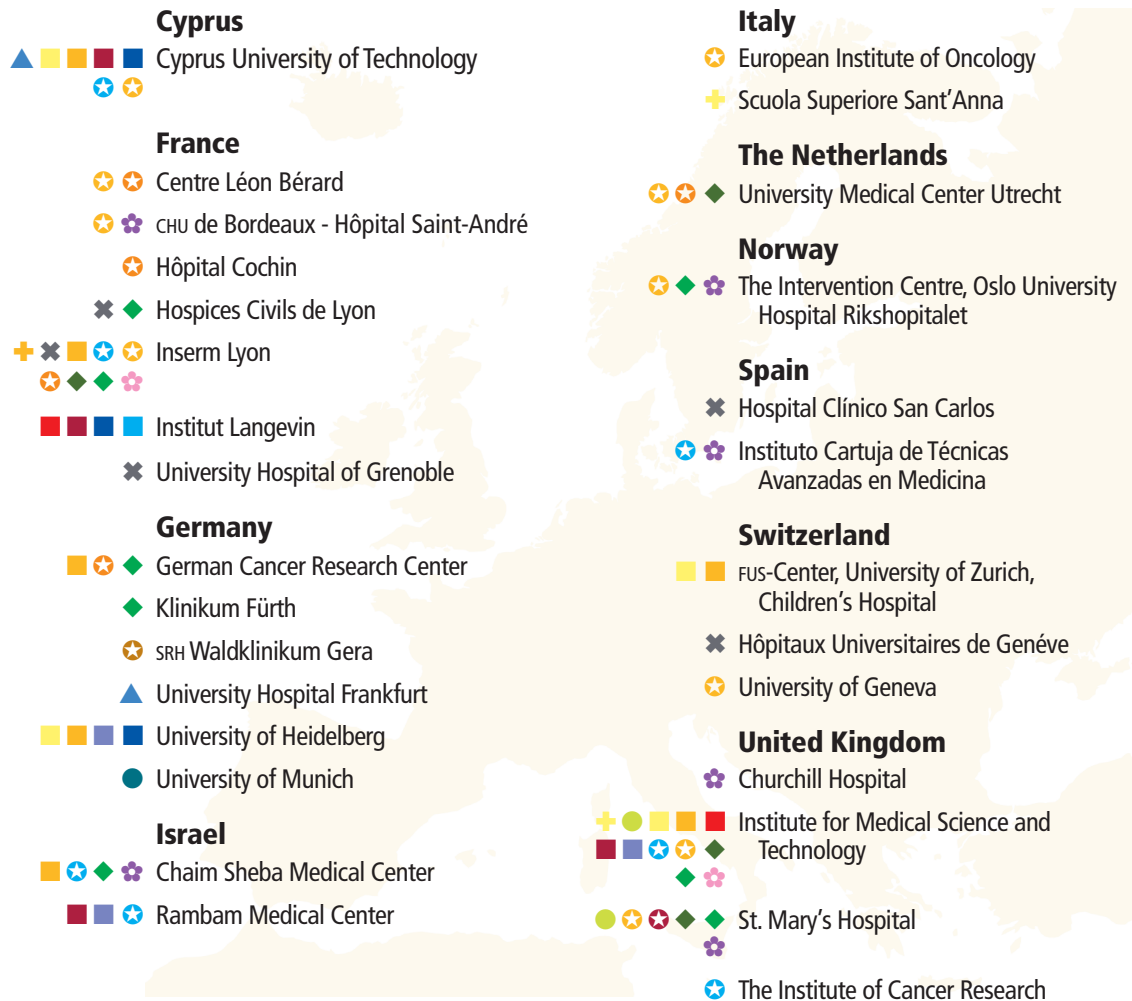 Cyprus
Cyprus University of Technology
France
Centre Léon Bérard
CHU de Bordeaux - Hôpital Saint-André
Hôpital Cochin
Hospices Civils de Lyon
Inserm Lyon
Institut Langevin
University Hospital of Grenoble
Germany
German Cancer Research Center
Klinikum Fürth
SRH Waldklinikum Gera
University Hospital Frankfurt
University of Heidelberg
University of Munich
Israel
Chaim Sheba Medical Center
Rambam Medical Center
Italy
European Institute of Oncology
Scuola Superiore Sant’Anna
The Netherlands
University Medical Center Utrecht
Norway
The Intervention Centre, Oslo University
Hospital Rikshopitalet
Spain
Hospital Clínico San Carlos
Instituto Cartuja de Técnicas
Avanzadas en Medicina
Switzerland
FUS-Center, University of Zurich,
Children’s Hospital
Hôpitaux Universitaires de Genéve
University of Geneva
United Kingdom
Churchill Hospital
Institute for Medical Science and
Technology
St. Mary’s Hospital
The Institute of Cancer Research